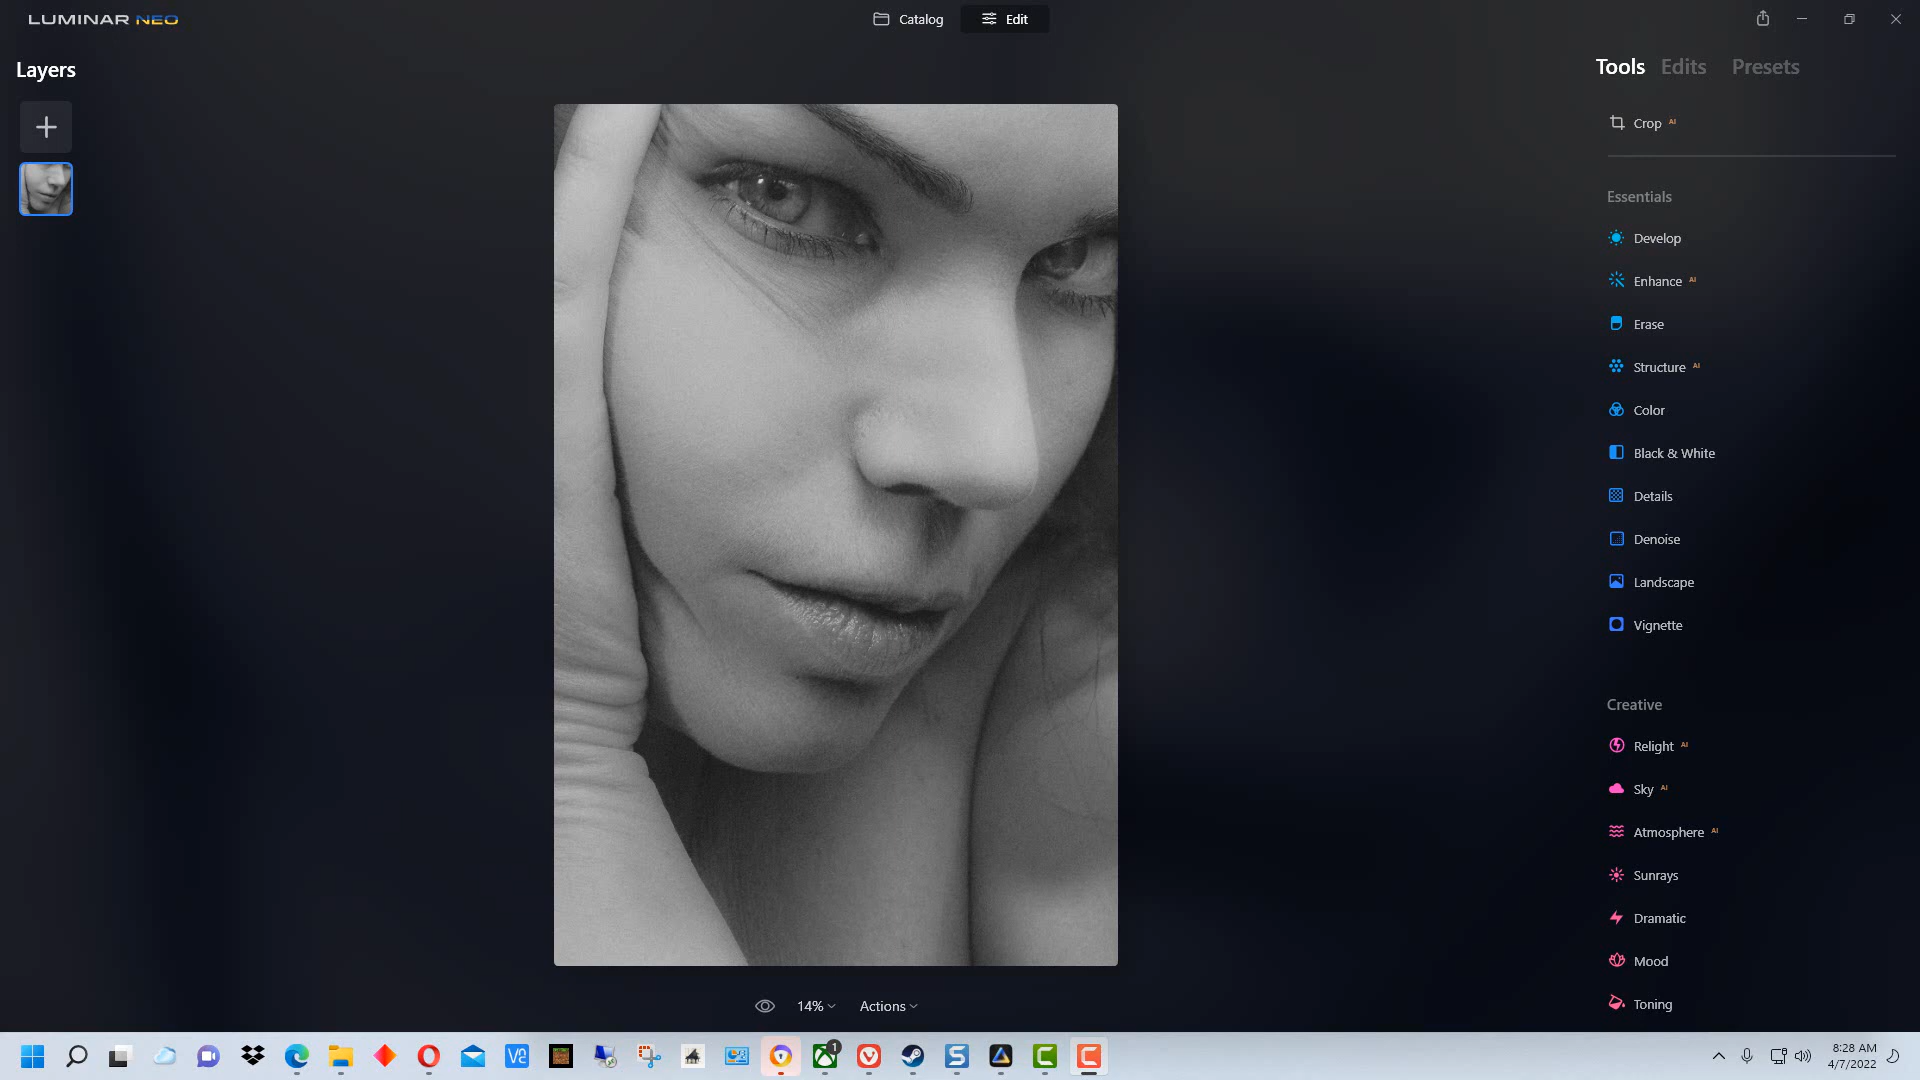 LUMINAR NEO
Catalog
Edit
Layers
Tools Edits Presets
Crop AI
Essentials
Develop
Enhance AI
Erase
Structure AI
Color
Black & White
Details
Denoise
Landscape
Vignette
Creative
Relight AI
Sky AI
Atmosphere AI
Sunrays
Dramatic
Mood
Toning
14%
Actions
1
8:28 AM
4/7/2022